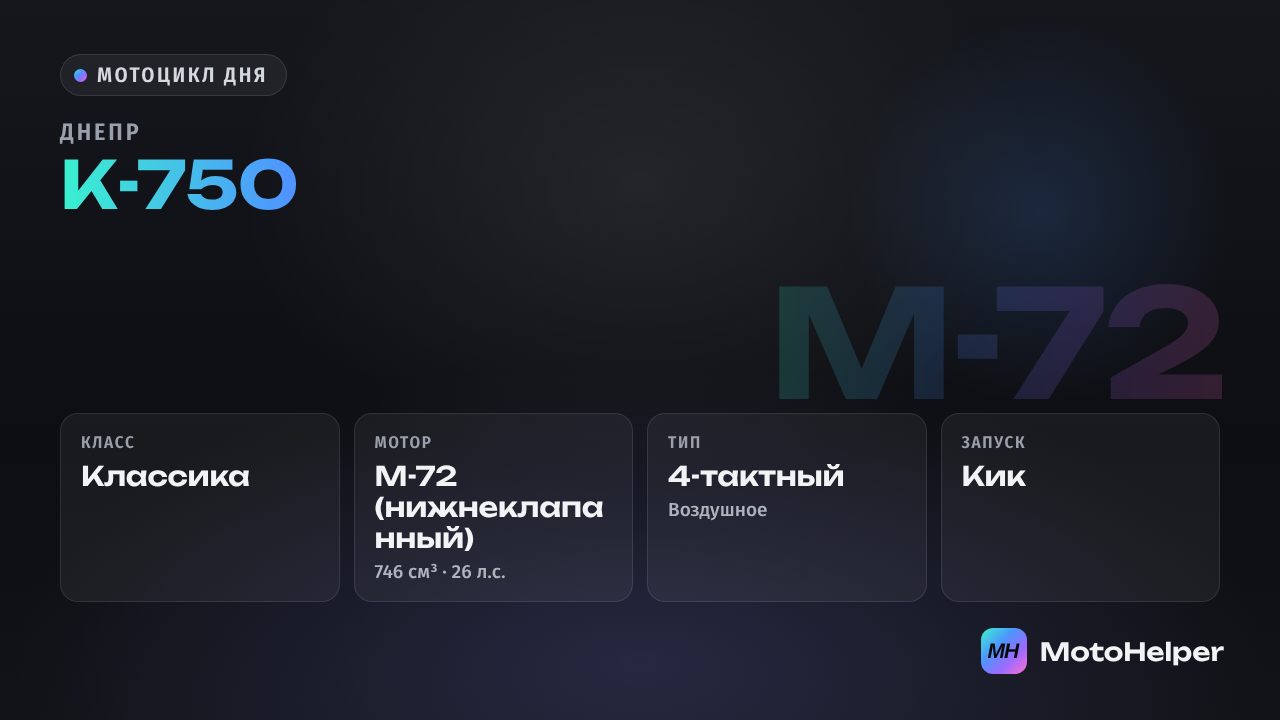 МОТОЦИКЛ ДНЯ
ДНЕПР
К-750
М-72
КЛАСС
Классика
МОТОР
М-72
(нижнеклапа
нный)
746 см³ · 26 л.с.
ТИП
4-тактный
Воздушное
ЗАПУСК
Кик
MH MotoHelper